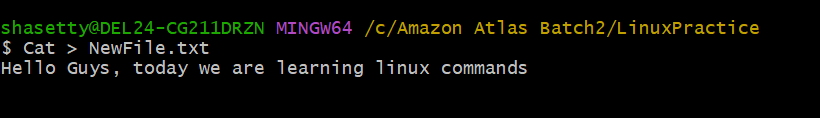 shasetty@DEL24-CG211DRZN MINGW64 /c/Amazon Atlas Batch2/LinuxPractice
$ Cat > NewFile.txt
Hello Guys, today we are learning linux commands